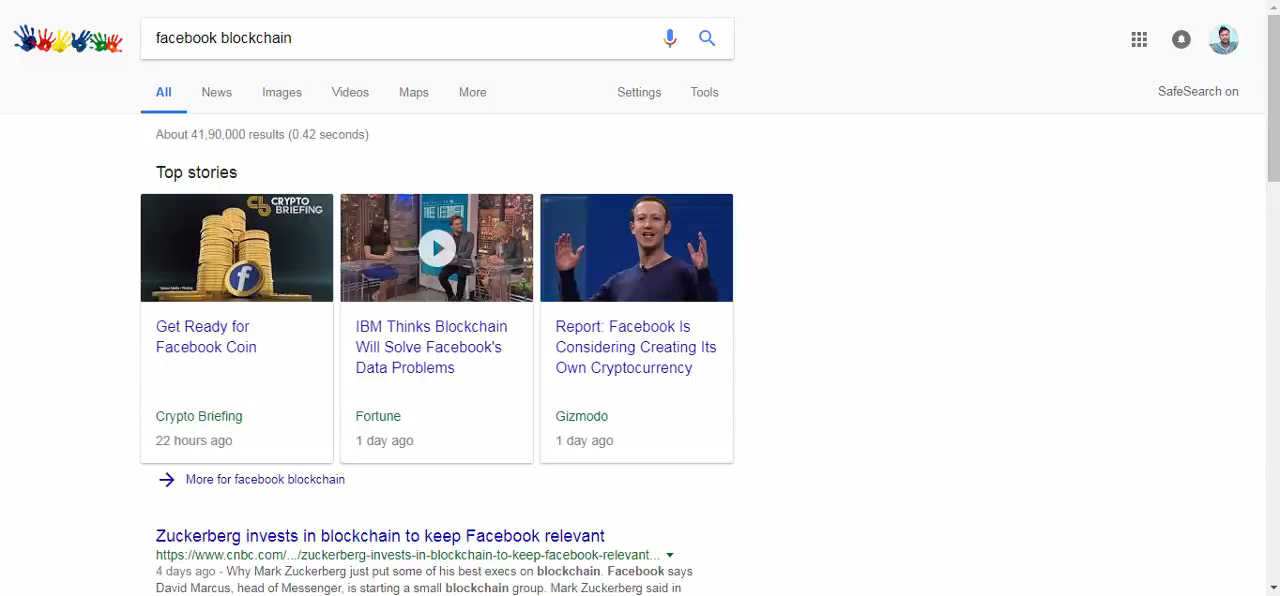 facebook blockchain
All News Images Videos Maps More Settings Tools
SafeSearch on
About 41,90,000 results (0.42 seconds)
Top stories
CRYPTO
BRIEFING
Get Ready for
Facebook Coin
Crypto Briefing
22 hours ago
IBM Thinks Blockchain
Will Solve Facebook's
Data Problems
Fortune
1 day ago
Report: Facebook Is
Considering Creating Its
Own Cryptocurrency
Gizmodo
1 day ago
More for facebook blockchain
Zuckerberg invests in blockchain to keep Facebook relevant
https://www.cnbc.com/.../zuckerberg-invests-in-blockchain-to-keep-facebook-relevant...
4 days ago - Why Mark Zuckerberg just put some of his best execs on blockchain. Facebook says
David Marcus, head of Messenger, is starting a small blockchain group. Mark Zuckerberg said in